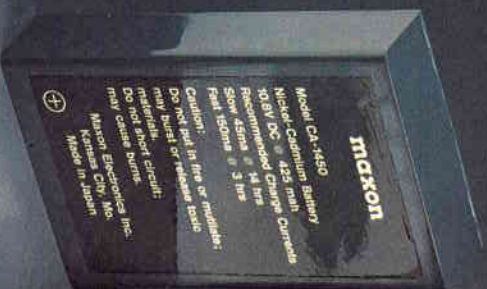 maxon
Model CA-1450
Nickel-Cadmium Battery
10.8V DC @ 425 mah
Recommended Charge Currents
Slow 45ma @ 14 hrs
Fast 150ma @ 3 hrs
Caution:
Do not put in fire or mutilate;
may burst or release toxic
materials.
Do not short circuit;
may cause burns.
Maxon Electronics Inc.
Kansas City, Mo.
Made in Japan
+